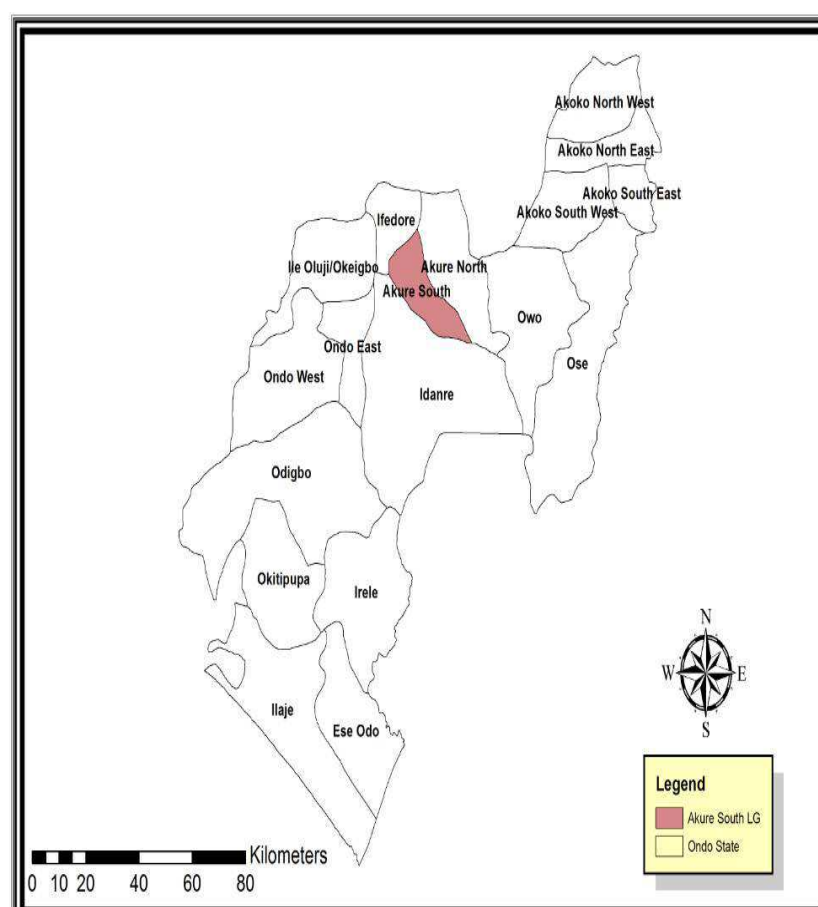 Akoko North West
Akoko North East
Akoko South East
Akoko South West
Ifedore
Ile Oluji/Okeigbo
Akure North
Akure South
Owo
Ondo East
Ose
Ondo West
Idanre
Odigbo
Okitipupa
Irele
Ilaje
Ese Odo
N
W E
S
Legend
Akure South LG
Ondo State
Kilometers
0 10 20 40 60 80